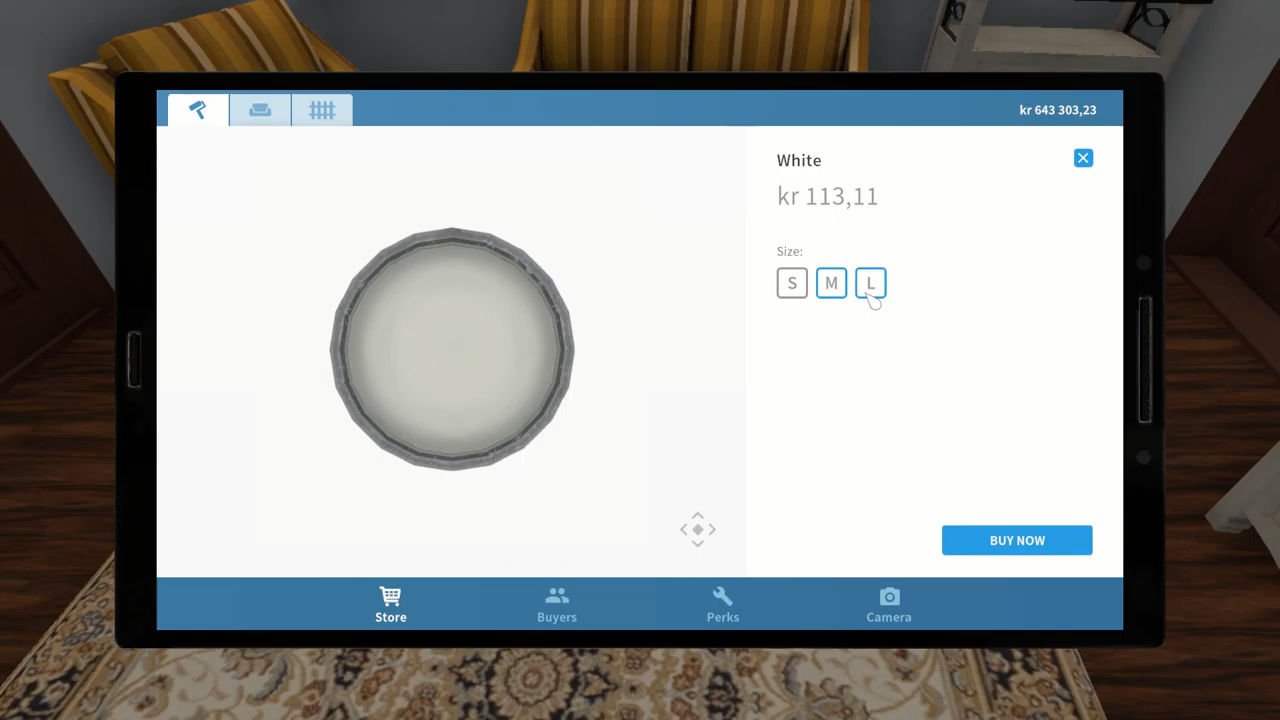 kr 643 303,23
White
kr 113,11
Size:
S M L
BUY NOW
Store Buyers Perks Camera